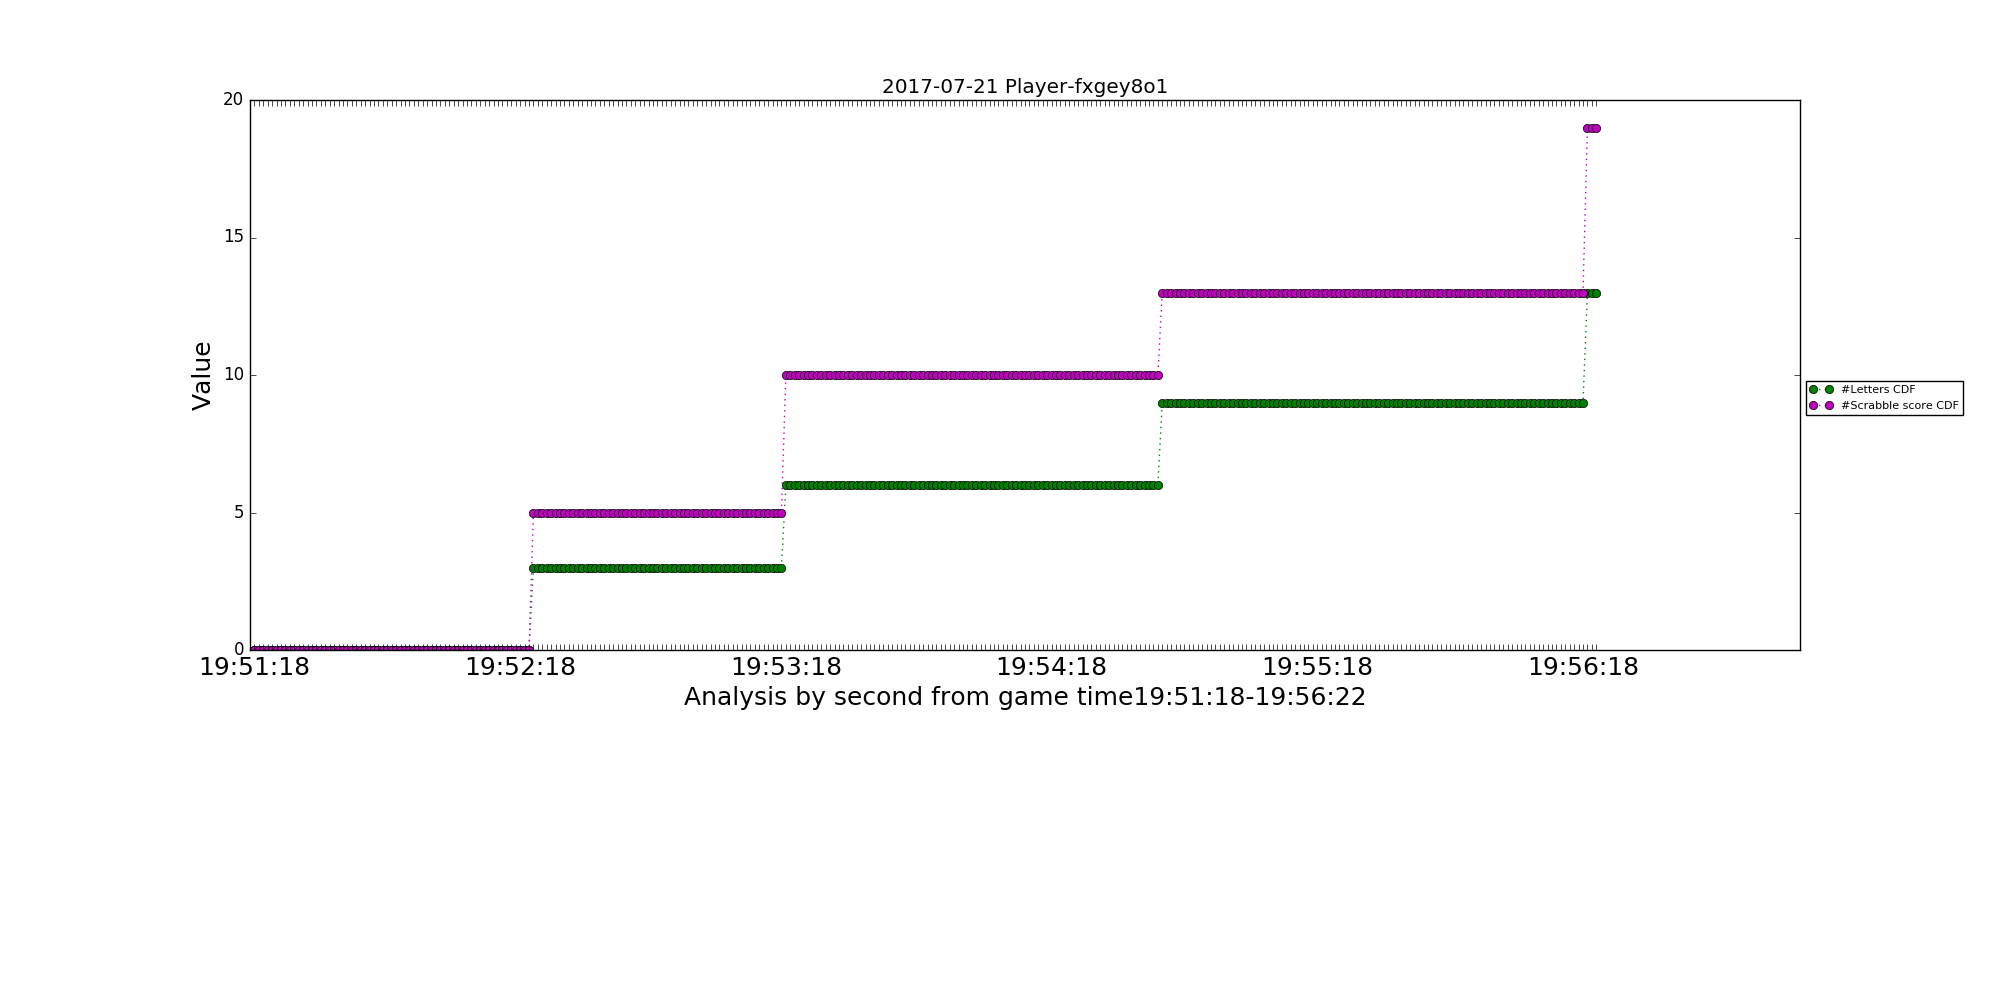 2017-07-21 Player-fxgey8o1
20
15
10
5
0
Value
19:51:18 19:52:18 19:53:18 19:54:18 19:55:18 19:56:18
Analysis by second from game time19:51:18-19:56:22
#Letters CDF
#Scrabble score CDF